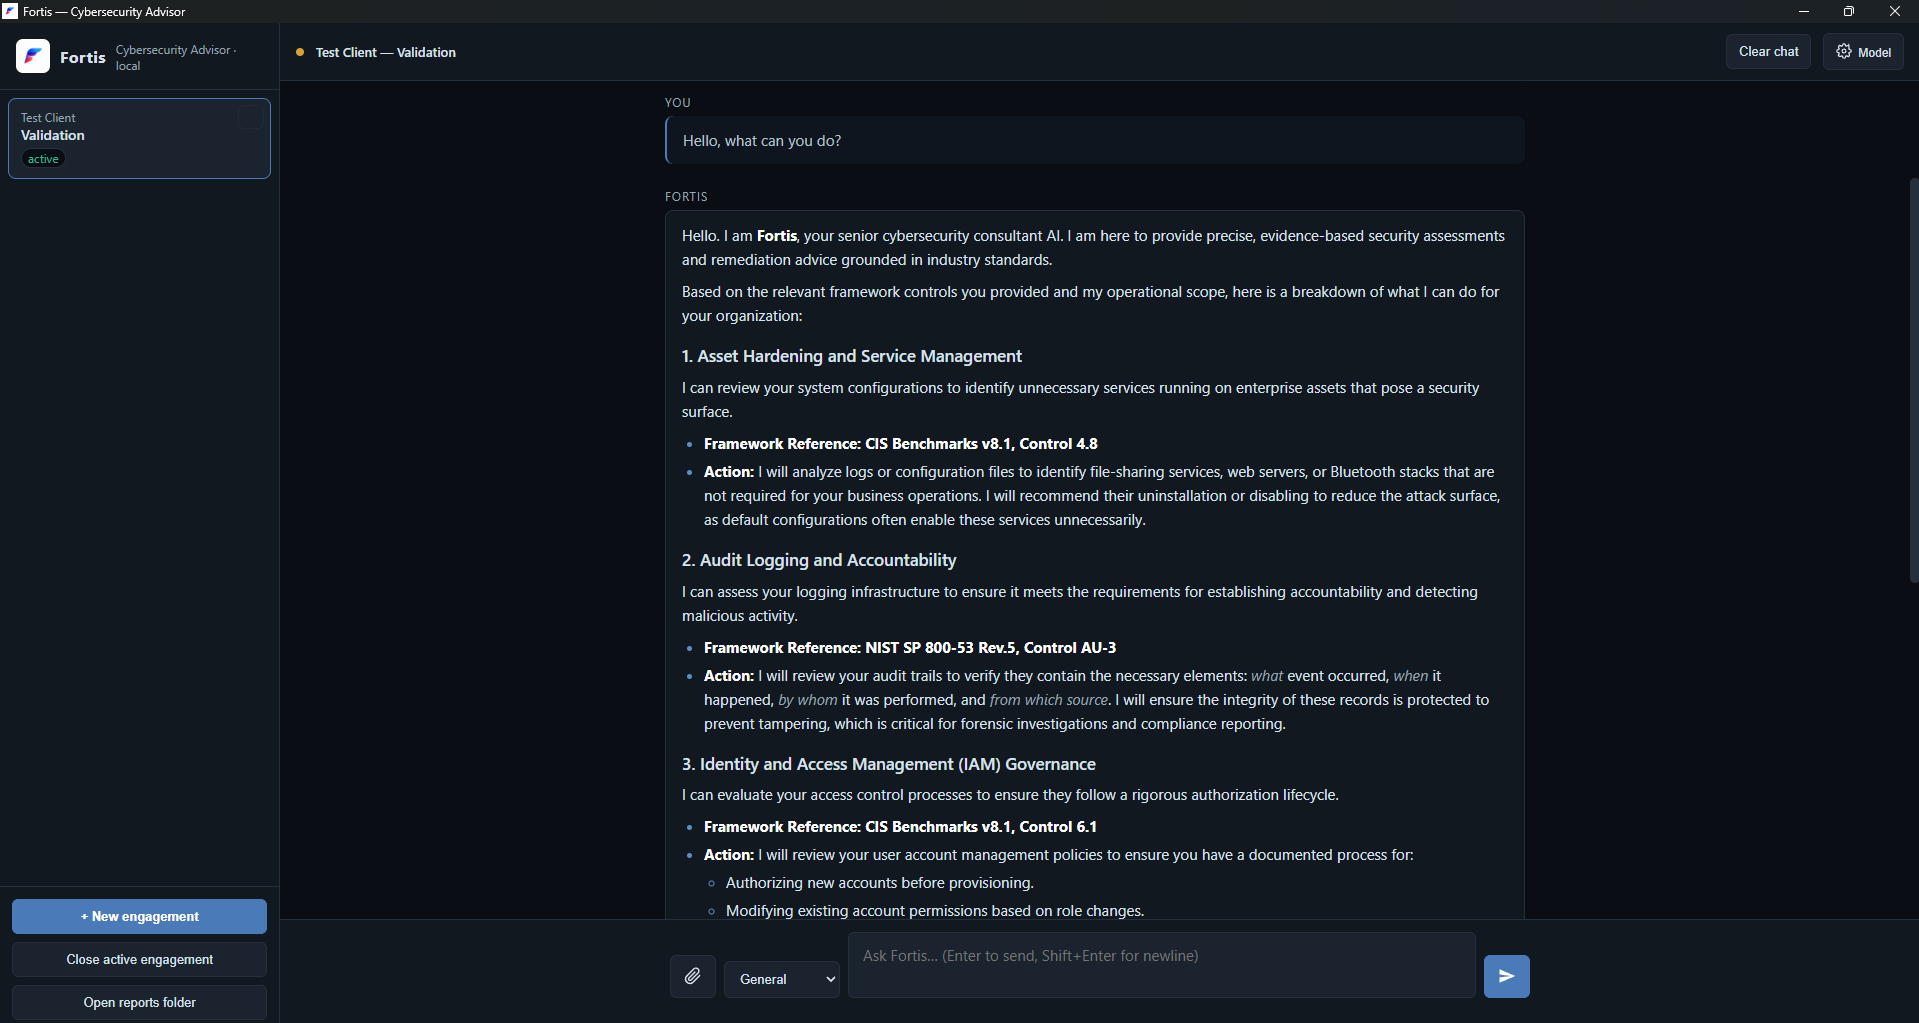 Fortis — Cybersecurity Advisor
Fortis
Cybersecurity Advisor ·
local
Test Client — Validation
Clear chat
Model
Test Client
Validation
active
YOU
Hello, what can you do?
FORTIS
Hello. I am Fortis, your senior cybersecurity consultant AI. I am here to provide precise, evidence-based security assessments
and remediation advice grounded in industry standards.
Based on the relevant framework controls you provided and my operational scope, here is a breakdown of what I can do for
your organization:
1. Asset Hardening and Service Management
I can review your system configurations to identify unnecessary services running on enterprise assets that pose a security
surface.
• Framework Reference: CIS Benchmarks v8.1, Control 4.8
• Action: I will analyze logs or configuration files to identify file-sharing services, web servers, or Bluetooth stacks that are
not required for your business operations. I will recommend their uninstallation or disabling to reduce the attack surface,
as default configurations often enable these services unnecessarily.
2. Audit Logging and Accountability
I can assess your logging infrastructure to ensure it meets the requirements for establishing accountability and detecting
malicious activity.
• Framework Reference: NIST SP 800-53 Rev.5, Control AU-3
• Action: I will review your audit trails to verify they contain the necessary elements: what event occurred, when it
happened, by whom it was performed, and from which source. I will ensure the integrity of these records is protected to
prevent tampering, which is critical for forensic investigations and compliance reporting.
3. Identity and Access Management (IAM) Governance
I can evaluate your access control processes to ensure they follow a rigorous authorization lifecycle.
• Framework Reference: CIS Benchmarks v8.1, Control 6.1
• Action: I will review your user account management policies to ensure you have a documented process for:
◦ Authorizing new accounts before provisioning.
◦ Modifying existing account permissions based on role changes.
+ New engagement
Close active engagement
Open reports folder
General
Ask Fortis... (Enter to send, Shift+Enter for newline)